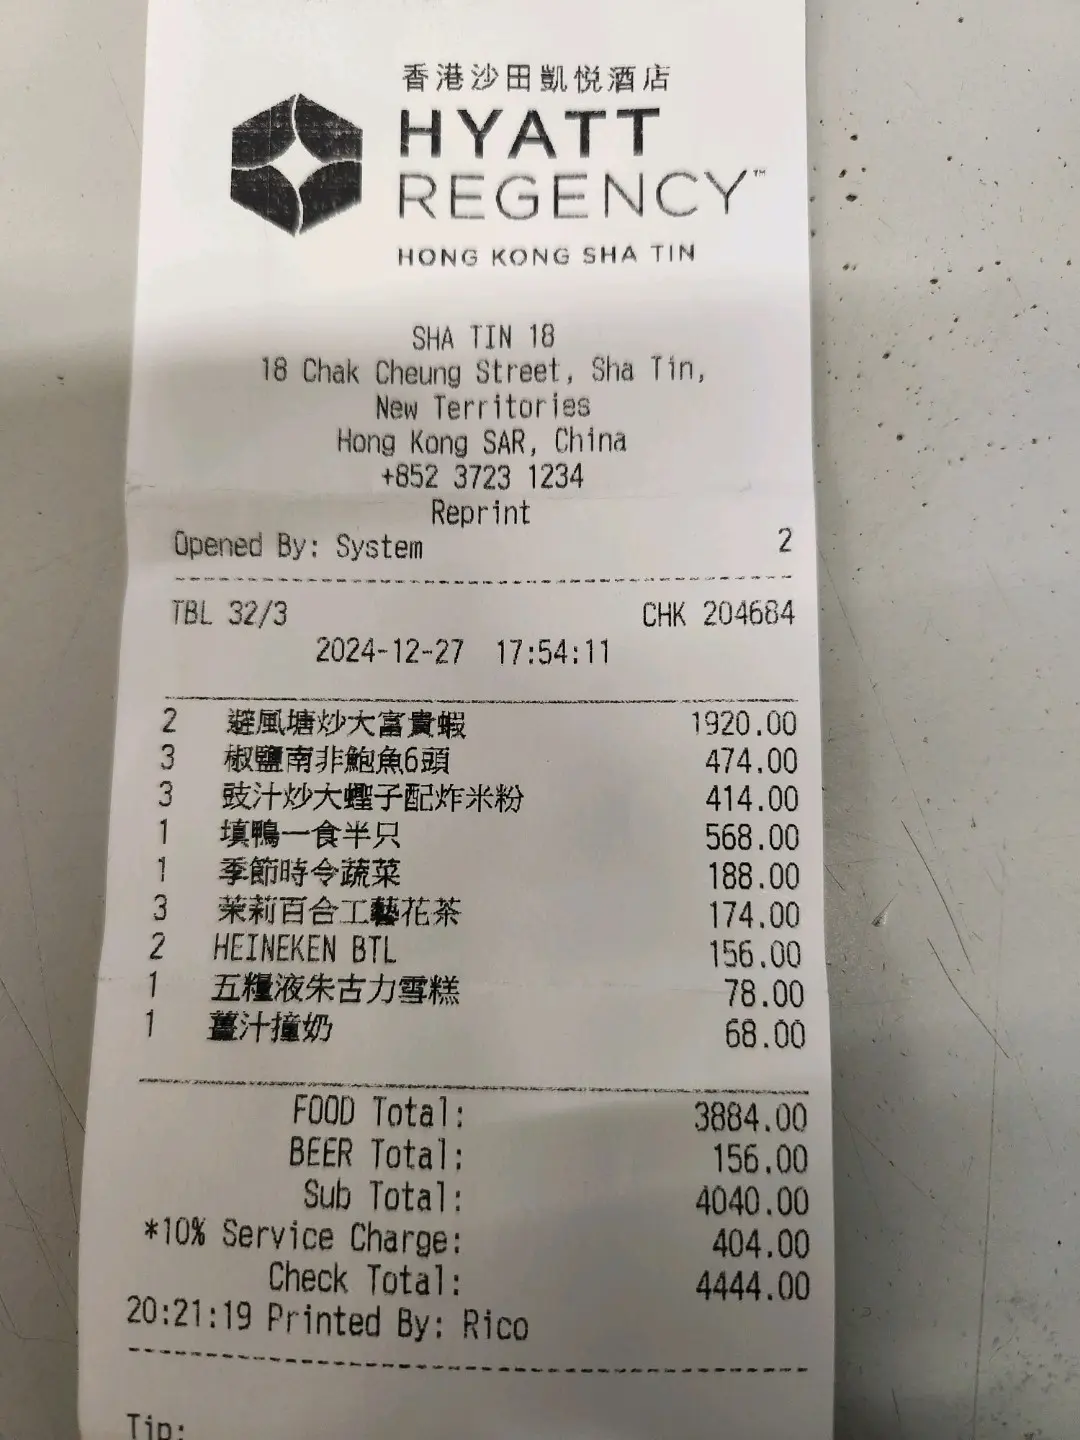 香港沙田凱悦酒店
HYATT
REGENCY™
HONG KONG SHA TIN
SHA TIN 18
18 Chak Cheung Street, Sha Tin,
New Territories
Hong Kong SAR, China
+852 3723 1234
Reprint
Opened By: System 2
TBL 32/3 CHK 204684
2024-12-27 17:54:11
2 避風塘炒大富貴蝦 1920.00
3 椒鹽南非鮑魚6頭 474.00
3 豉汁炒大蟶子配炸米粉 414.00
1 填鴨一食半只 568.00
1 季節時令蔬菜 188.00
3 茉莉百合工藝花茶 174.00
2 HEINEKEN BTL 156.00
1 五糧液朱古力雪糕 78.00
1 薑汁撞奶 68.00
FOOD Total: 3884.00
BEER Total: 156.00
Sub Total: 4040.00
*10% Service Charge: 404.00
Check Total: 4444.00
20:21:19 Printed By: Rico
Tip: